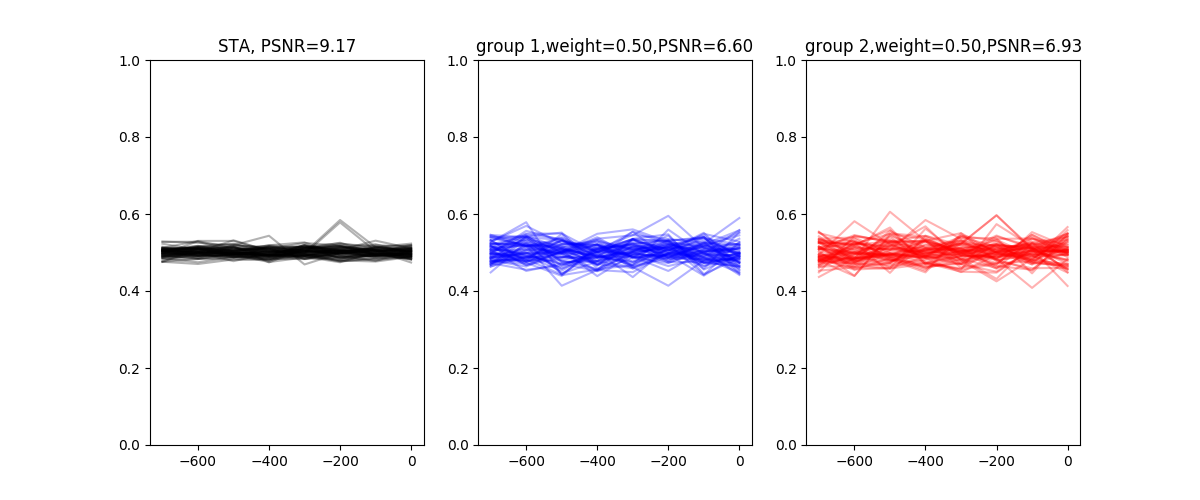 STA, PSNR=9.17
group 1,weight=0.50,PSNR=6.60
group 2,weight=0.50,PSNR=6.93
1.0 1.0 1.0
0.8 0.8 0.8
0.6 0.6 0.6
0.4 0.4 0.4
0.2 0.2 0.2
0.0 0.0 0.0
−600 −400 −200 0 −600 −400 −200 0 −600 −400 −200 0